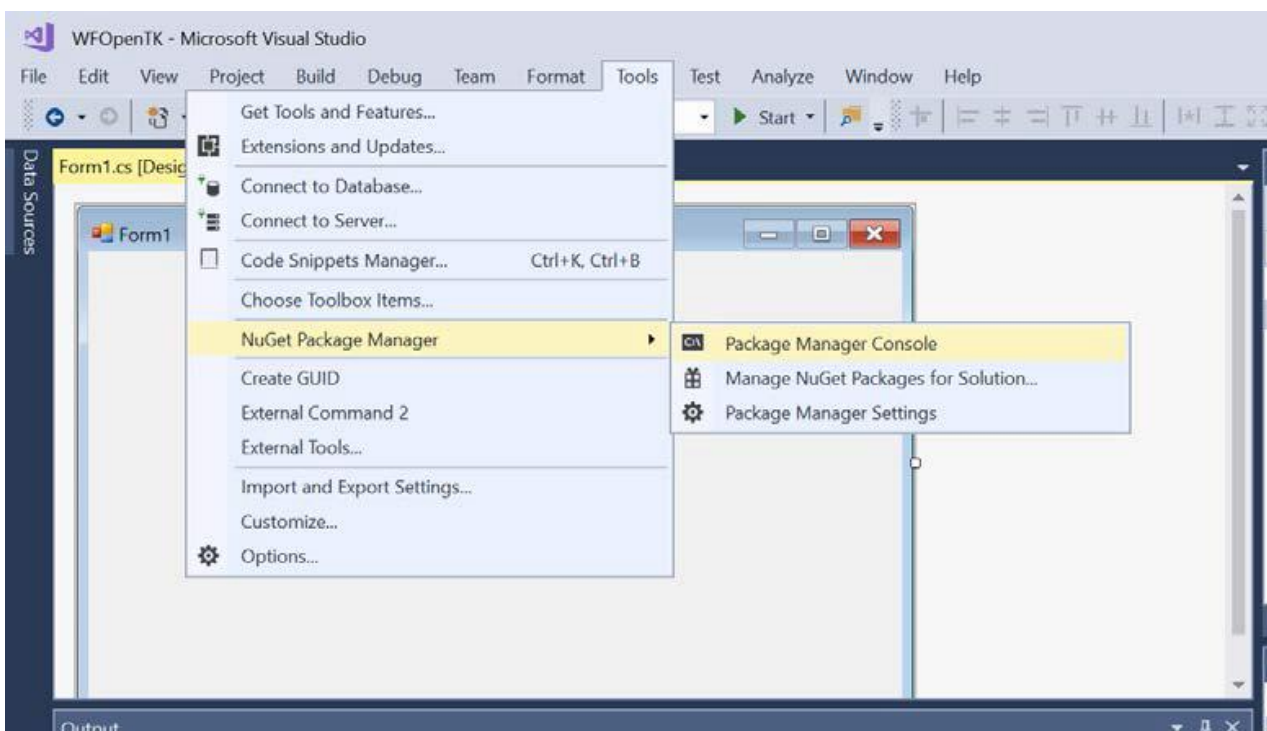 WFOpenTK - Microsoft Visual Studio
File Edit View Project Build Debug Team Format Tools Test Analyze Window Help
Start
Data Sources
Form1.cs [Desig
Form1
Get Tools and Features...
Extensions and Updates...
Connect to Database...
Connect to Server...
Code Snippets Manager... Ctrl+K, Ctrl+B
Choose Toolbox Items...
NuGet Package Manager
Create GUID
External Command 2
External Tools...
Import and Export Settings...
Customize...
Options...
Package Manager Console
Manage NuGet Packages for Solution...
Package Manager Settings
Output